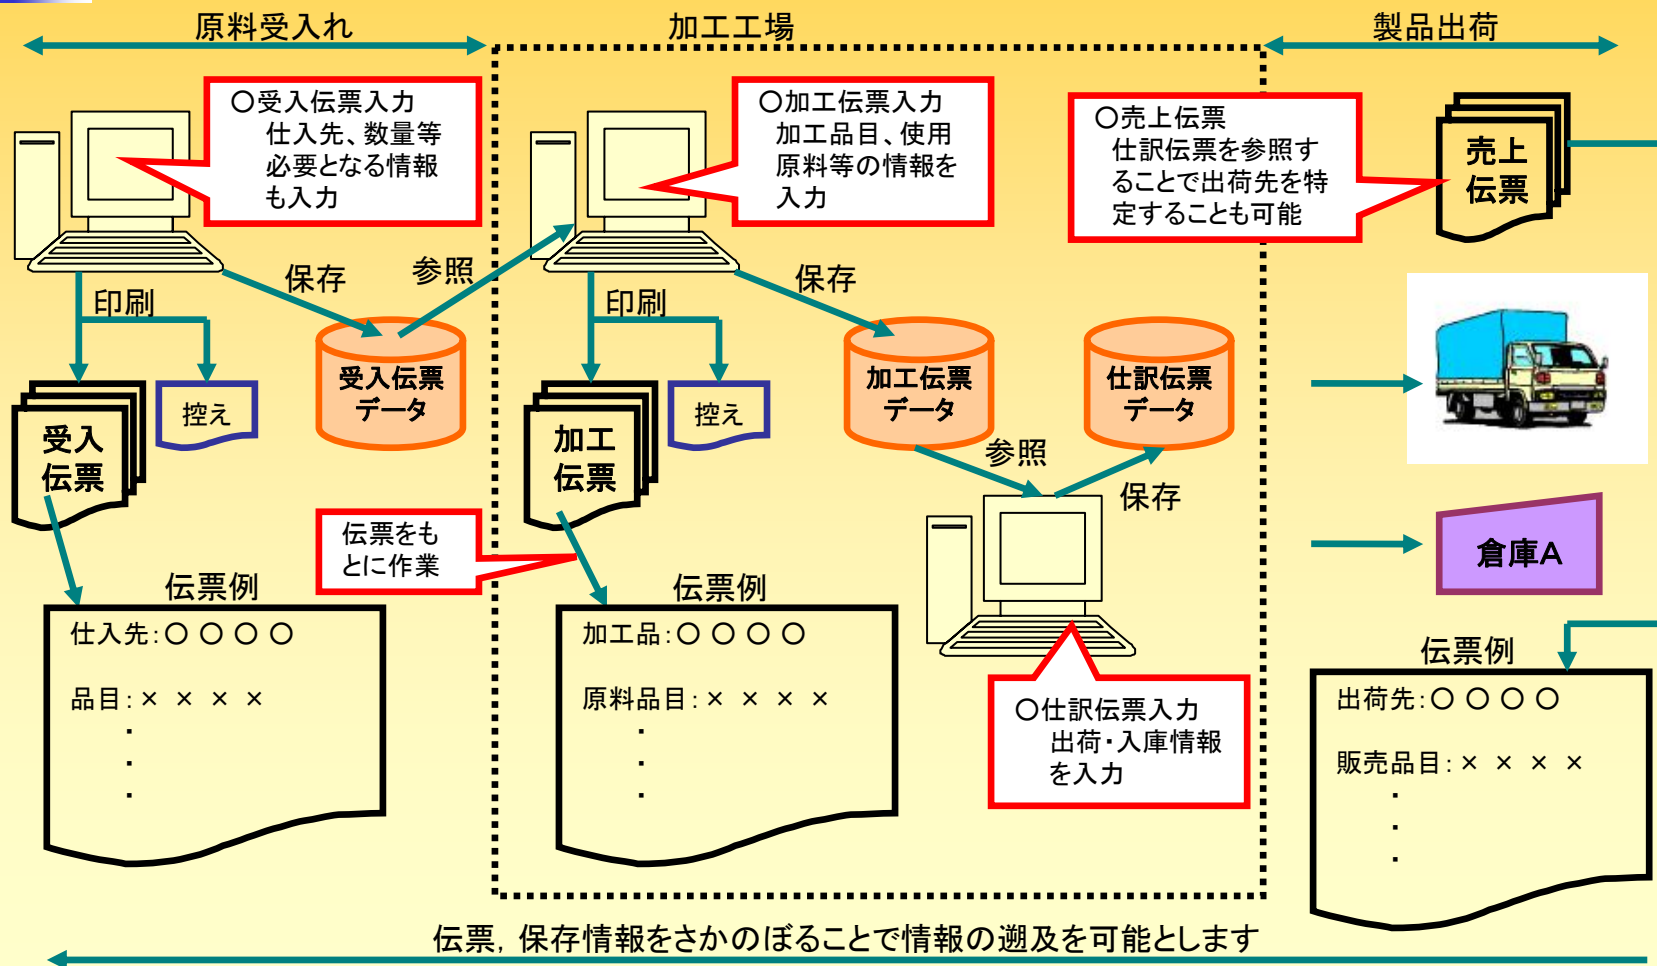 原料受入れ
加工工場
製品出荷
○受入伝票入力
仕入先、数量等
必要となる情報
も入力
○加工伝票入力
加工品目、使用
原料等の情報を
入力
○売上伝票
仕訳伝票を参照す
ることで出荷先を特
定することも可能
売上
伝票
保存
参照
保存
印刷
印刷
受入伝票
データ
加工伝票
データ
仕訳伝票
データ
控え
控え
受入
伝票
加工
伝票
参照
保存
伝票をも
とに作業
倉庫A
伝票例
仕入先:○ ○ ○ ○
品目:× × × ×
・
・
・
伝票例
加工品:○ ○ ○ ○
原料品目:× × × ×
・
・
・
○仕訳伝票入力
出荷・入庫情報
を入力
伝票例
出荷先:○ ○ ○ ○
販売品目:× × × ×
・
・
・
伝票，保存情報をさかのぼることで情報の遡及を可能とします